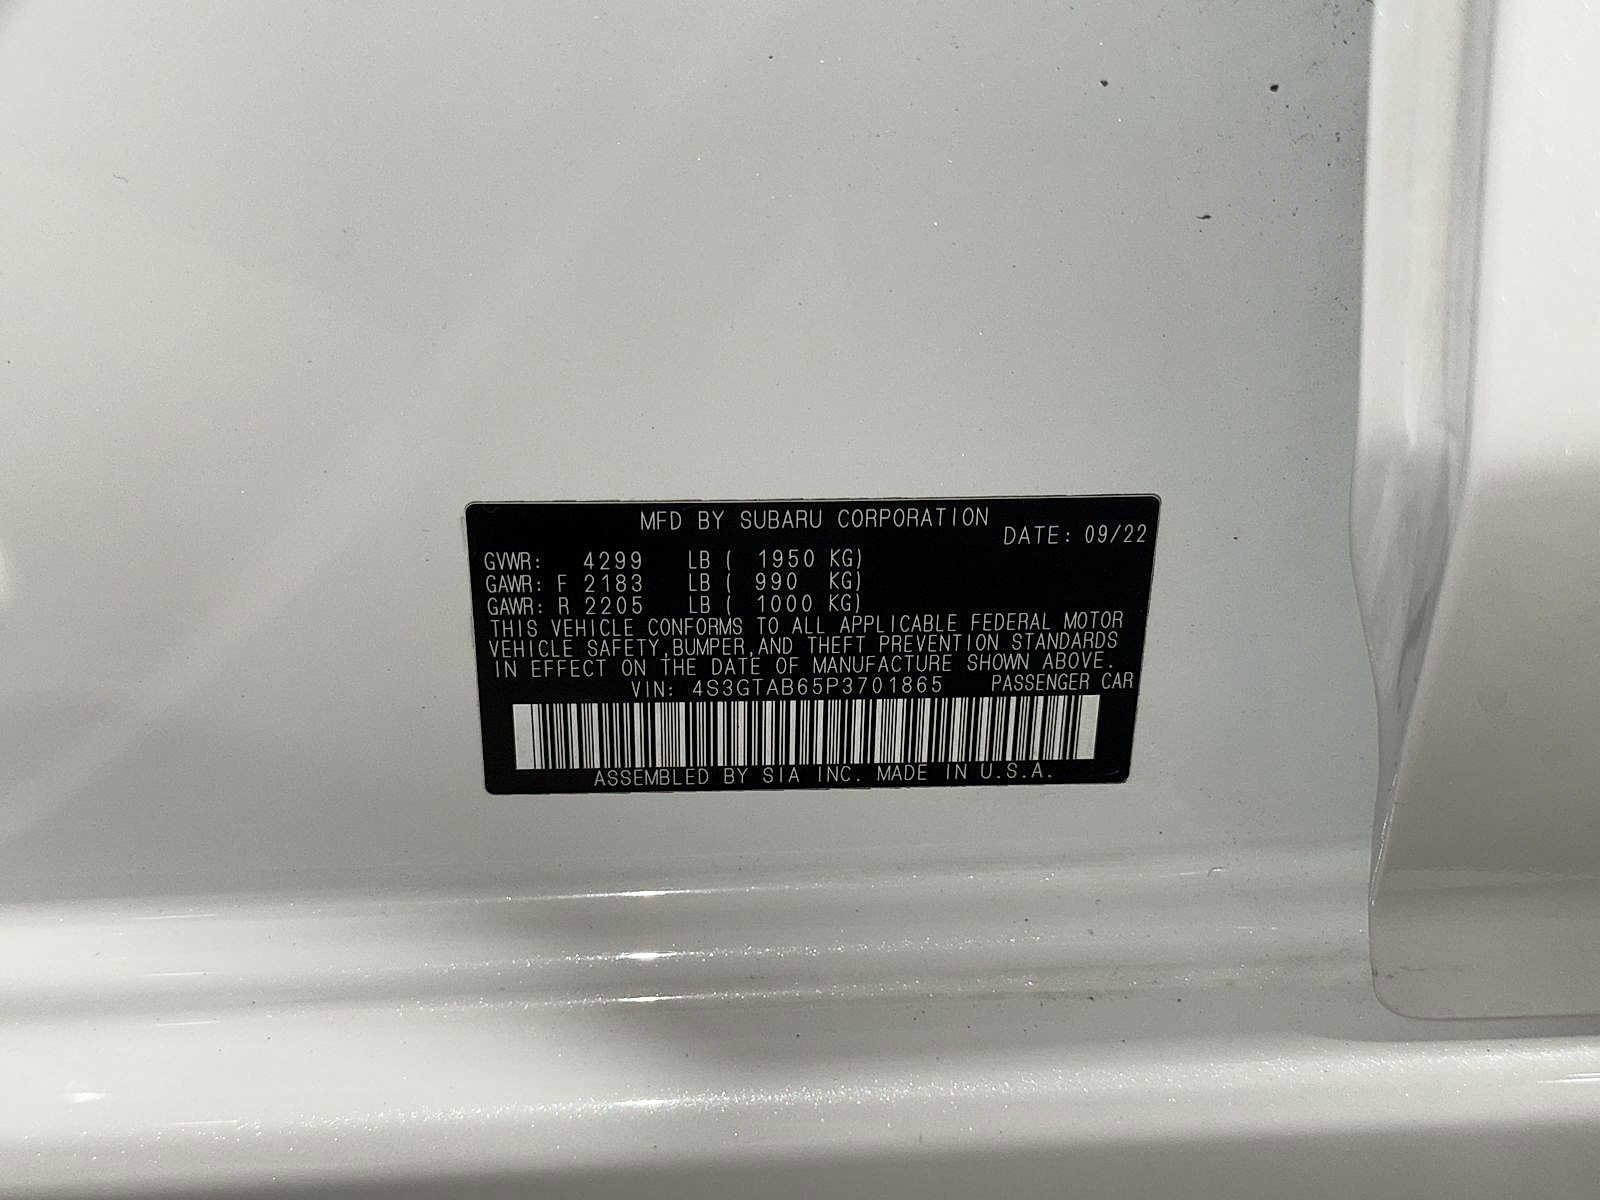 MFD BY SUBARU CORPORATION
DATE: 09/22
GVWR: 4299 LB ( 1950 KG)
GAWR: F 2183 LB ( 990 KG)
GAWR: R 2205 LB ( 1000 KG)
THIS VEHICLE CONFORMS TO ALL APPLICABLE FEDERAL MOTOR
VEHICLE SAFETY,BUMPER,AND THEFT PREVENTION STANDARDS
IN EFFECT ON THE DATE OF MANUFACTURE SHOWN ABOVE.
VIN: 4S3GTAB65P3701865 PASSENGER CAR
ASSEMBLED BY SIA INC. MADE IN U.S.A.